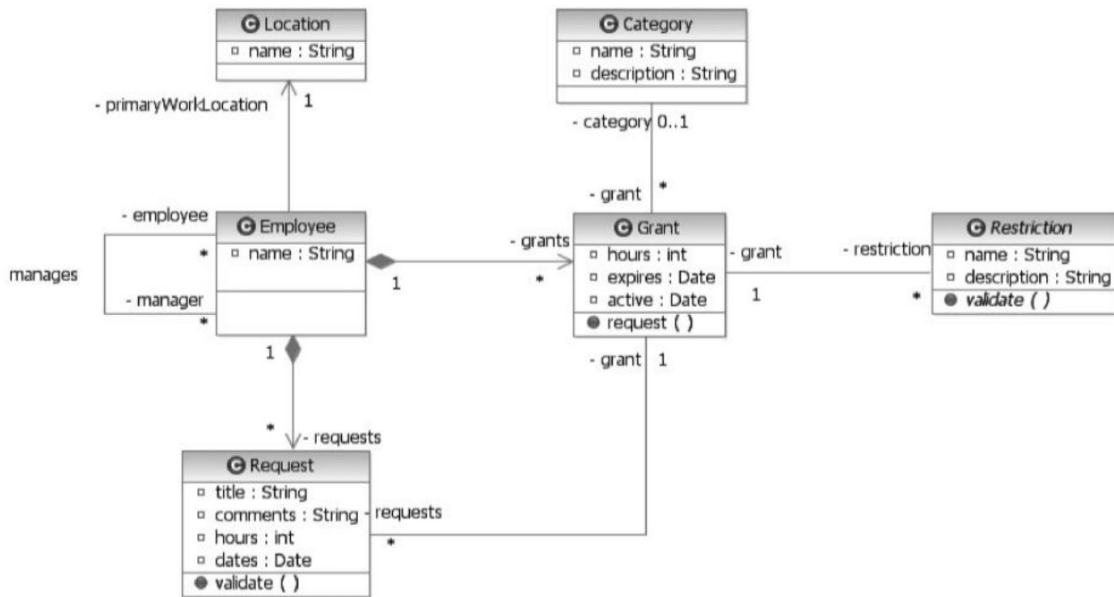 Location
name : String
Category
name : String
description : String
- primaryWorkLocation
1
- category 0..1
- grant
*
- employee
*
manages
- manager
*
Employee
name : String
1
- grants
*
Grant
hours : int
expires : Date
active : Date
request ( )
- grant
1
- restriction
*
Restriction
name : String
description : String
validate ( )
1
*
- requests
- grant
1
Request
title : String
comments : String
hours : int
dates : Date
validate ( )
- requests
*